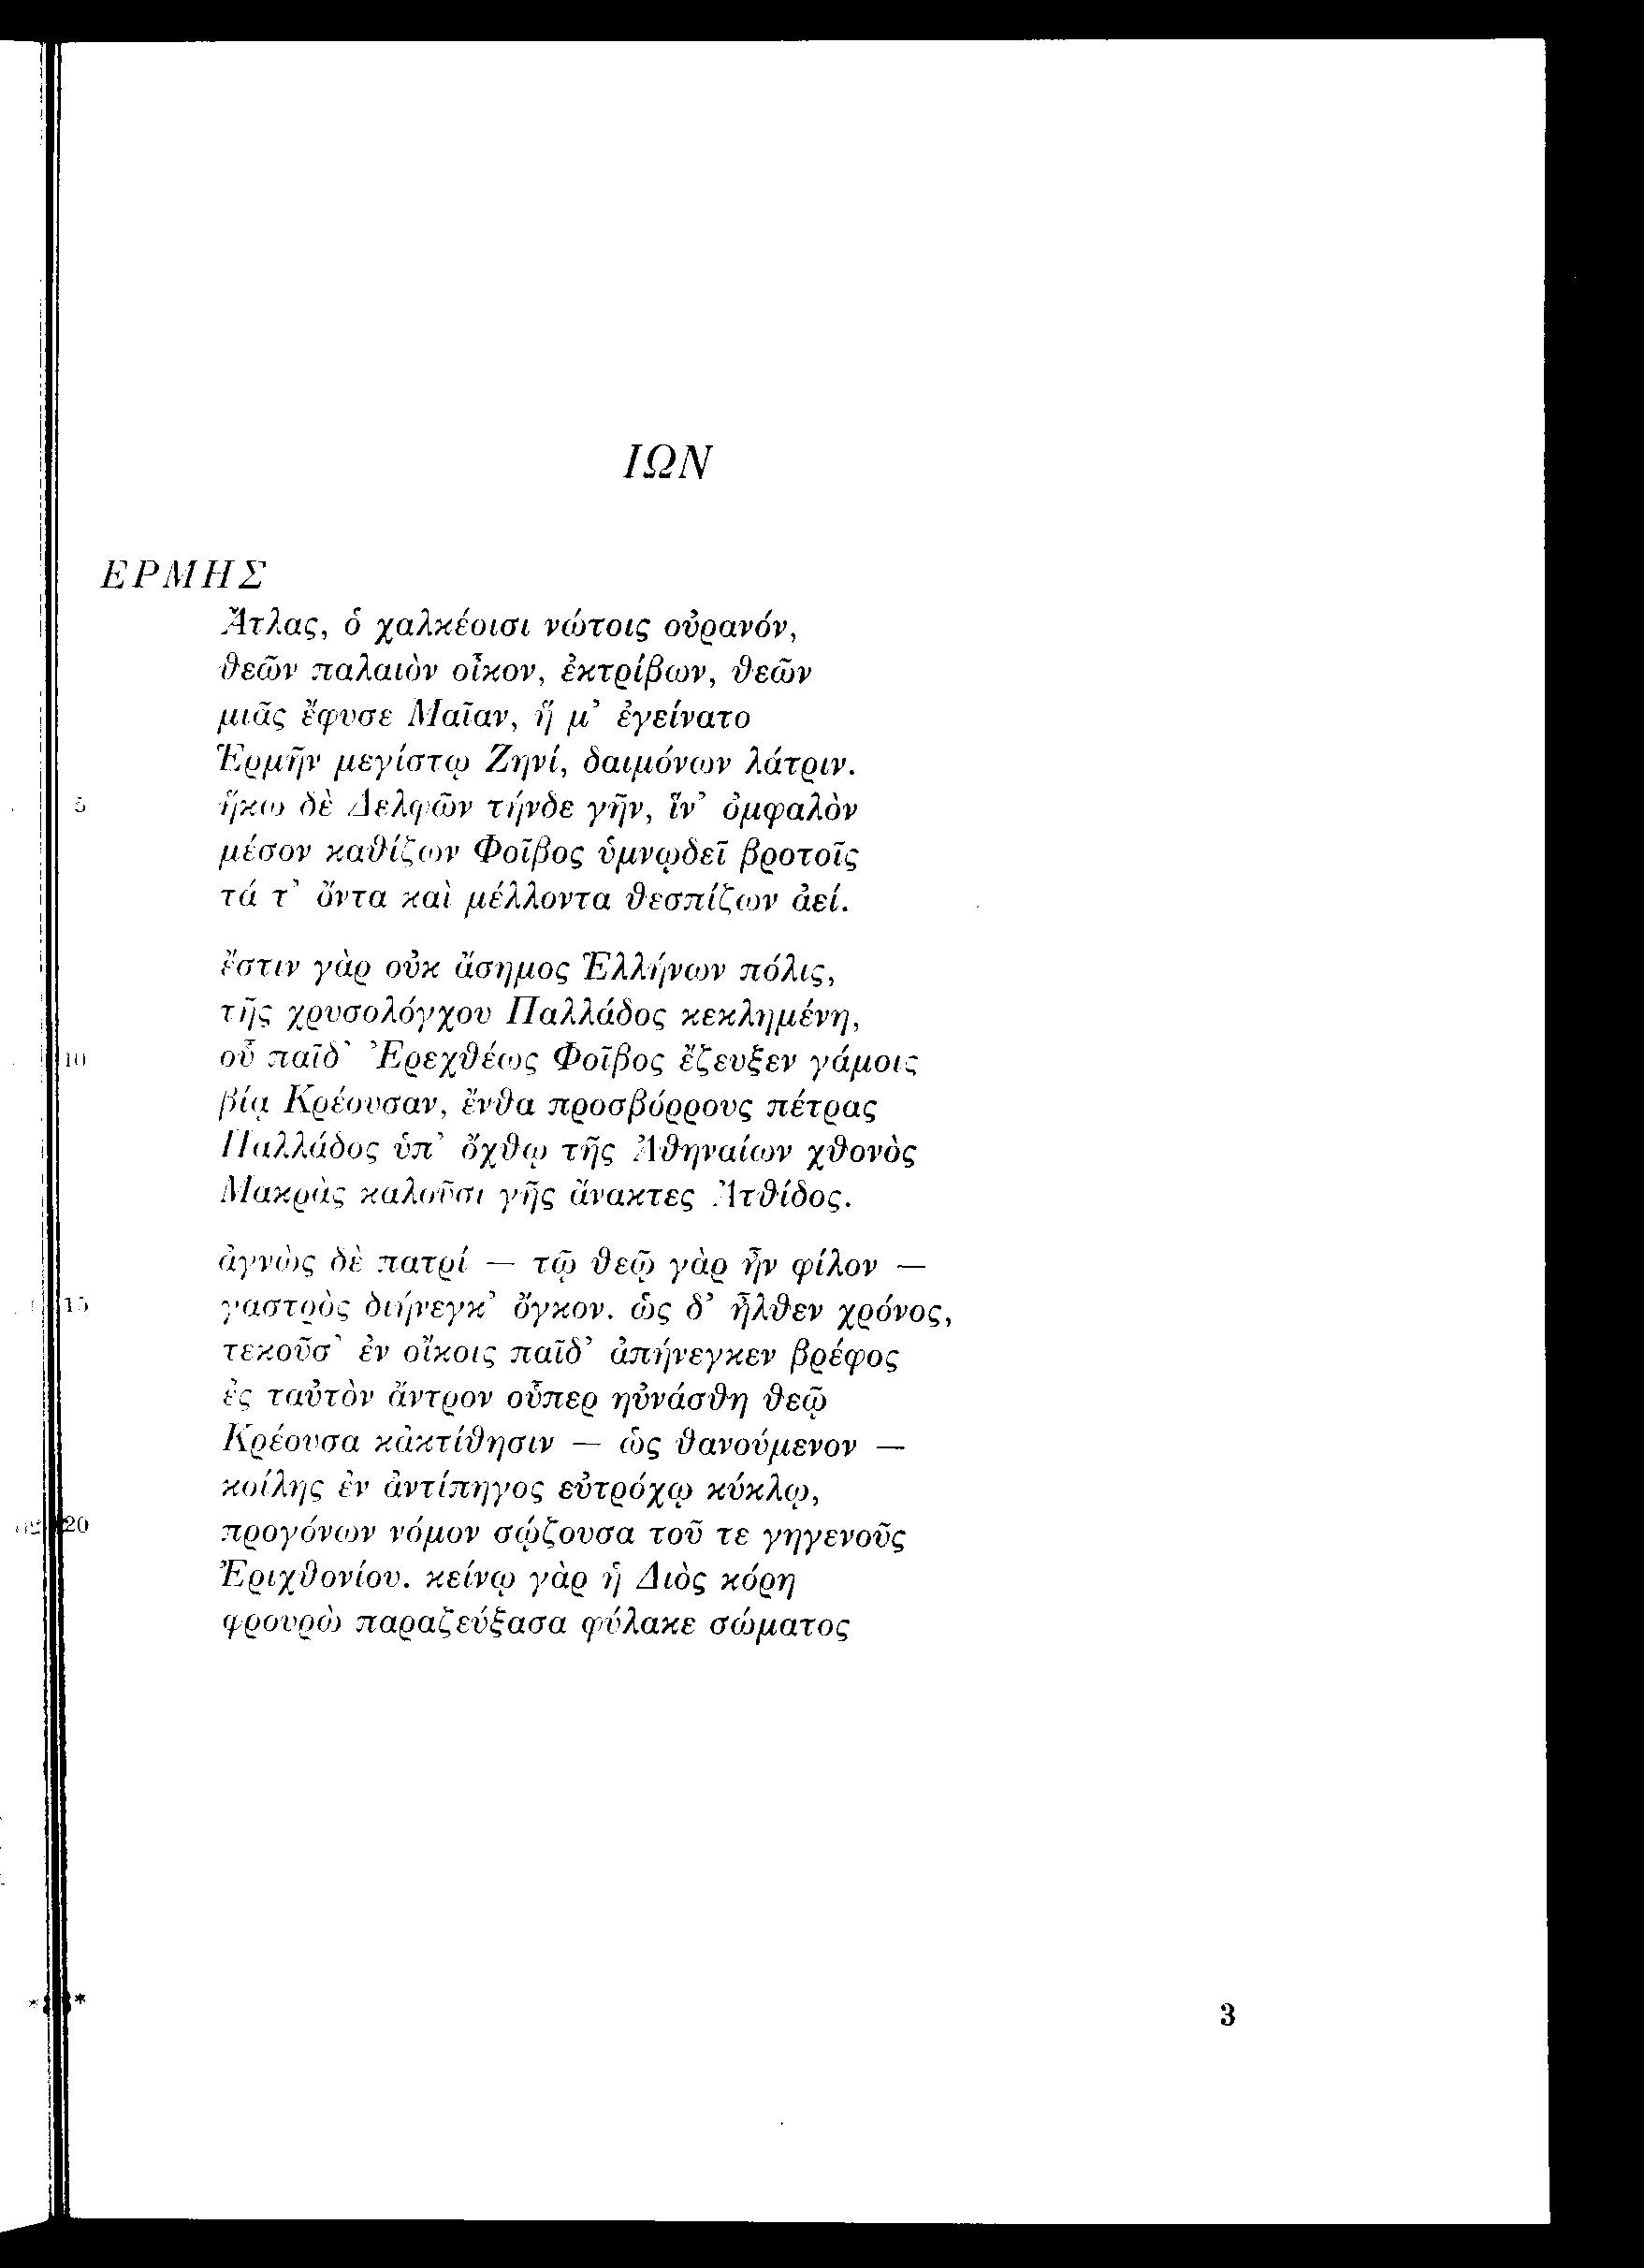 ΙΩΝ
ΕΡΜΗΣ
Ἄτλας, ὁ χαλκέοισι νώτοις οὐρανόν,
θεῶν παλαιὸν οἶκον, ἐκτρίβων, θεῶν
μιᾶς ἔφυσε Μαῖαν, ἥ μ’ ἐγείνατο
Ἑρμῆν μεγίστῳ Ζηνί, δαιμόνων λάτριν.
5 ἥκω δὲ Δελφῶν τήνδε γῆν, ἵν’ ὀμφαλὸν
μέσον καθίζων Φοῖβος ὑμνῳδεῖ βροτοῖς
τά τ’ ὄντα καὶ μέλλοντα θεσπίζων ἀεί.
ἔστιν γὰρ οὐκ ἄσημος Ἑλλήνων πόλις,
τῆς χρυσολόγχου Παλλάδος κεκλημένη,
10 οὗ παῖδ’ Ἐρεχθέως Φοῖβος ἔζευξεν γάμοις
βίᾳ Κρέουσαν, ἔνθα προσβόρρους πέτρας
Παλλάδος ὑπ’ ὄχθῳ τῆς Ἀθηναίων χθονὸς
Μακρὰς καλοῦσι γῆς ἄνακτες Ἀτθίδος.
ἀγνὼς δὲ πατρί — τῷ θεῷ γὰρ ἦν φίλον —
15 γαστρὸς διήνεγκ’ ὄγκον. ὡς δ’ ἦλθεν χρόνος,
τεκοῦσ’ ἐν οἴκοις παῖδ’ ἀπήνεγκεν βρέφος
ἐς ταὐτὸν ἄντρον οὗπερ ηὐνάσθη θεῷ
Κρέουσα κἀκτίθησιν — ὡς θανούμενον —
κοίλης ἐν ἀντίπηγος εὐτρόχῳ κύκλῳ,
20 προγόνων νόμον σῴζουσα τοῦ τε γηγενοῦς
Ἐριχθονίου. κείνῳ γὰρ ἡ Διὸς κόρη
φρουρὼ παραζεύξασα φύλακε σώματος
*
3